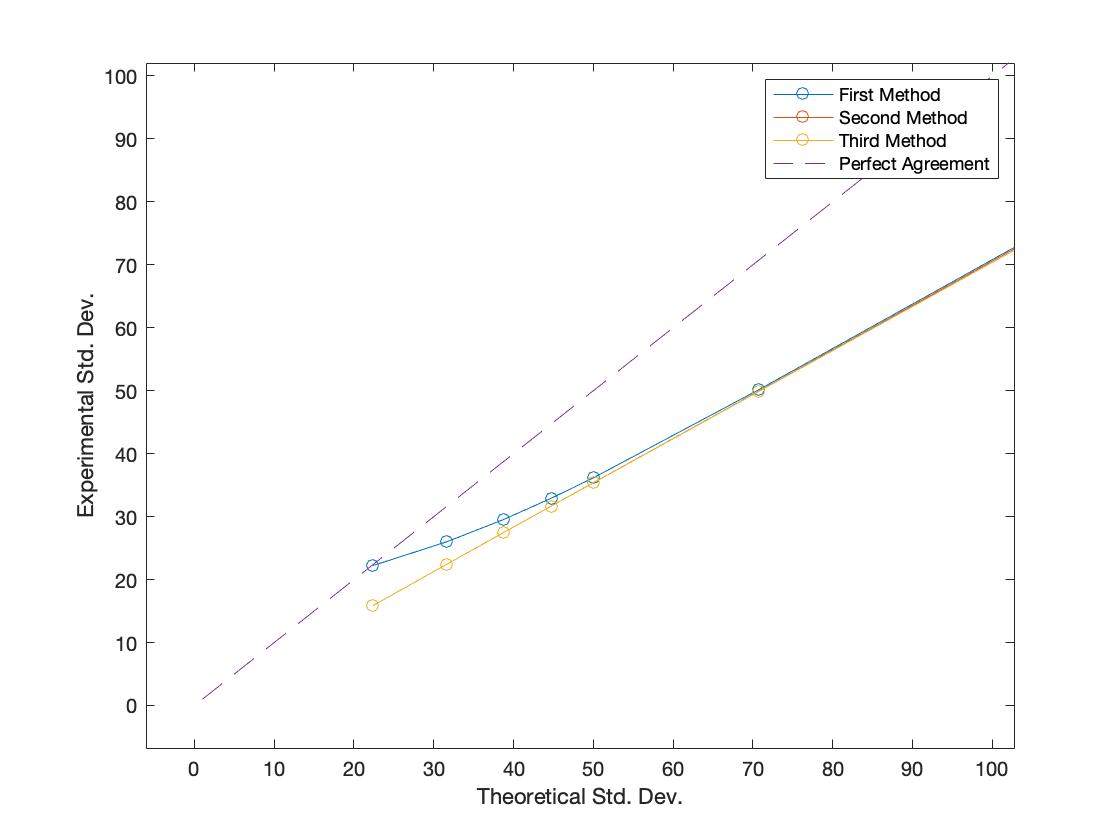 100
90
80
70
60
50
40
30
20
10
0
Experimental Std. Dev.
First Method
Second Method
Third Method
Perfect Agreement
0 10 20 30 40 50 60 70 80 90 100
Theoretical Std. Dev.